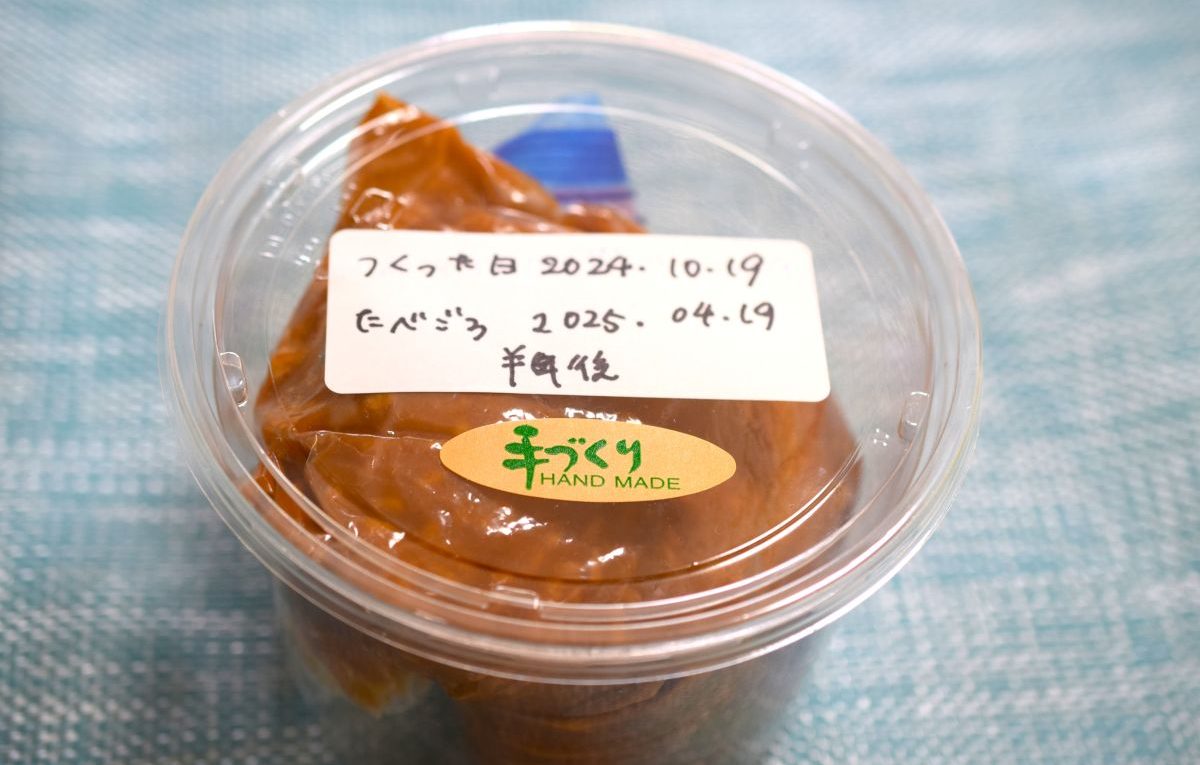 つくった日 2024.10.19
たべごろ 2025.04.19
半年後
手づくり
HAND MADE